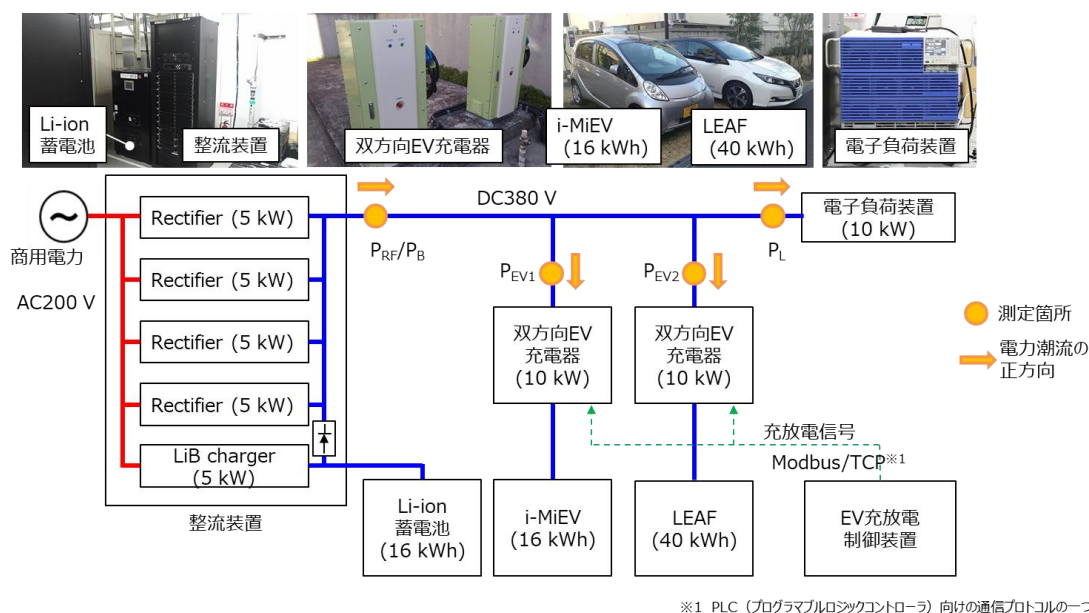 Li-ion
蓄電池
整流装置
双方向EV充電器
i-MiEV
(16 kWh)
LEAF
(40 kWh)
電子負荷装置
商用電力
AC200 V
Rectifier (5 kW)
Rectifier (5 kW)
Rectifier (5 kW)
Rectifier (5 kW)
LiB charger
(5 kW)
整流装置
PRF/PB
DC380 V
PL
電子負荷装置
(10 kW)
PEV1
PEV2
双方向EV
充電器
(10 kW)
双方向EV
充電器
(10 kW)
測定箇所
電力潮流の
正方向
充放電信号
Modbus/TCP※1
Li-ion
蓄電池
(16 kWh)
i-MiEV
(16 kWh)
LEAF
(40 kWh)
EV充放電
制御装置
※1 PLC（プログラマブルロジックコントローラ）向けの通信プロトコルの一つ